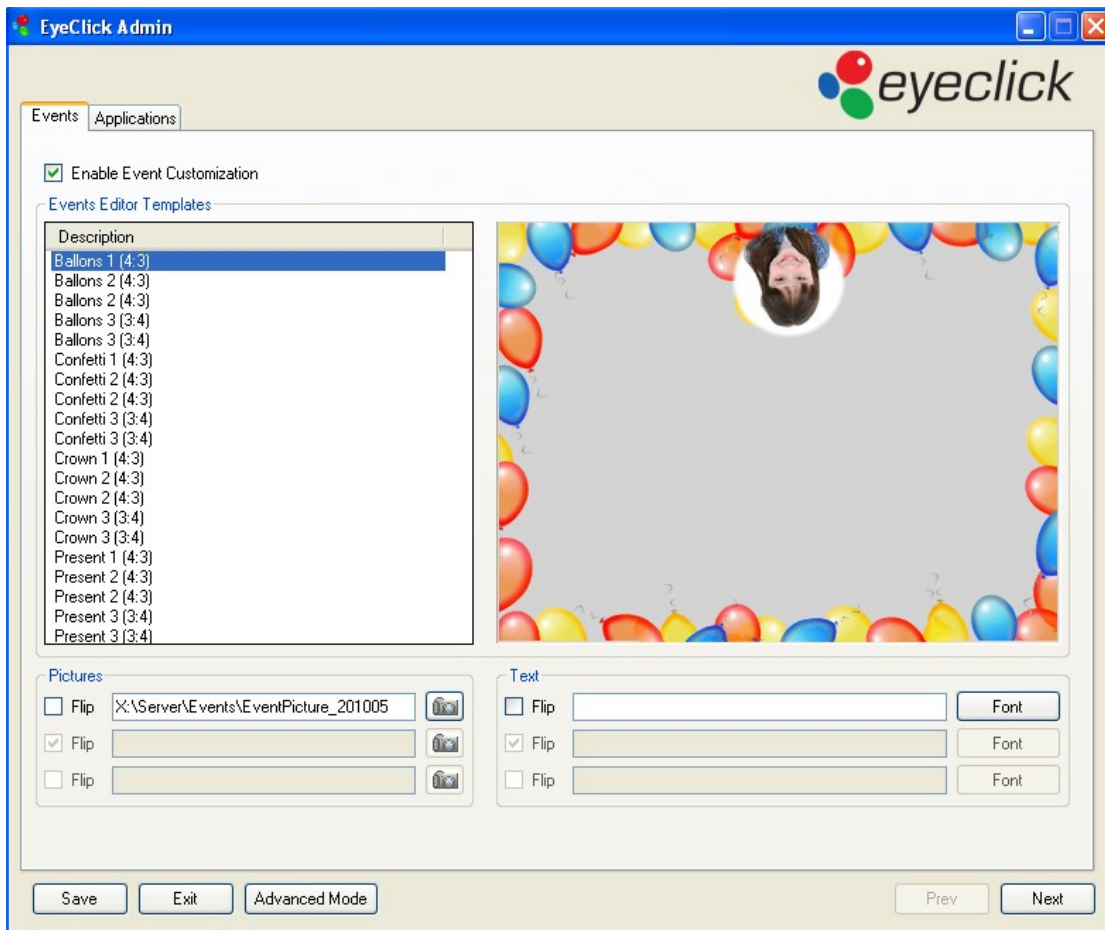 EyeClick Admin
eyeclick
Events
Applications
Enable Event Customization
Events Editor Templates
Description
Ballons 1 (4:3)
Ballons 2 (4:3)
Ballons 2 (4:3)
Ballons 3 (3:4)
Ballons 3 (3:4)
Confetti 1 (4:3)
Confetti 2 (4:3)
Confetti 2 (4:3)
Confetti 3 (3:4)
Confetti 3 (3:4)
Crown 1 (4:3)
Crown 2 (4:3)
Crown 2 (4:3)
Crown 3 (3:4)
Crown 3 (3:4)
Present 1 (4:3)
Present 2 (4:3)
Present 2 (4:3)
Present 3 (3:4)
Present 3 (3:4)
Pictures
Flip X:\Server\Events\EventPicture_201005
Flip
Flip
Text
Flip Font
Flip Font
Flip Font
Save Exit Advanced Mode Prev Next